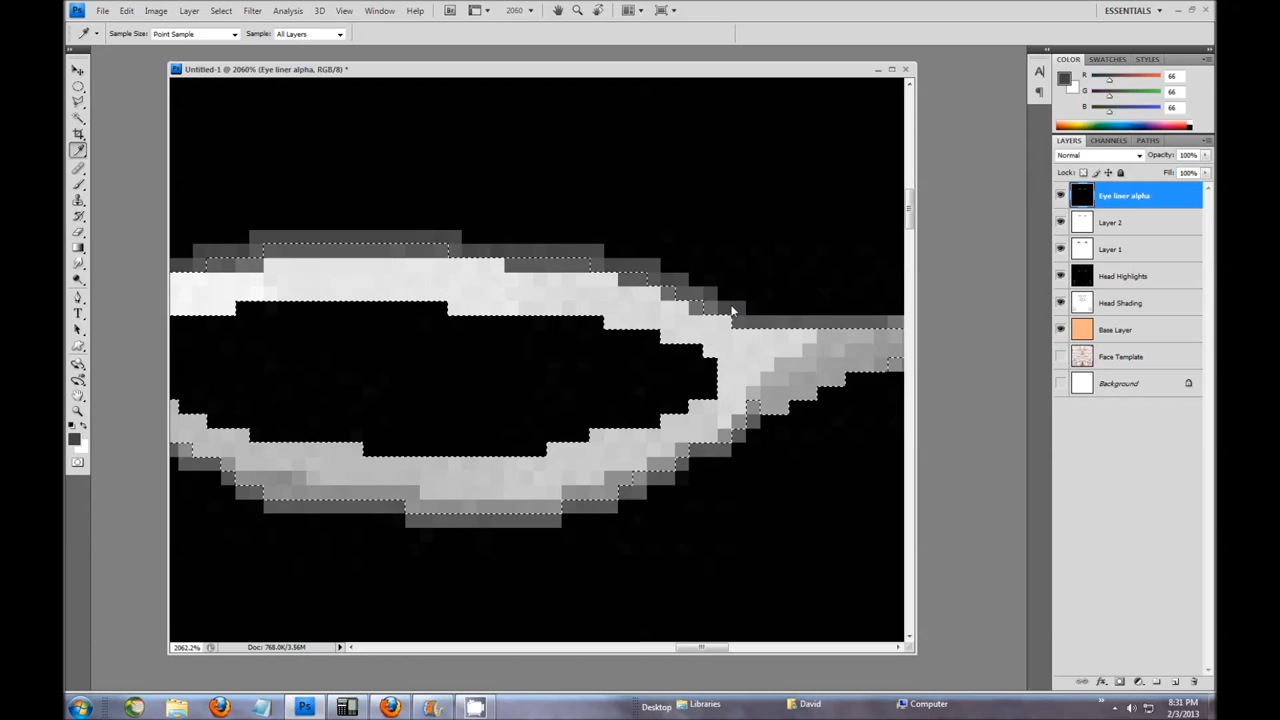 Ps File Edit Image Layer Select Filter Analysis 3D View Window Help Br 2060 ESSENTIALS
Sample Size: Point Sample Sample: All Layers
Ps Untitled-1 @ 2060% (Eye liner alpha, RGB/8) *
COLOR SWATCHES STYLES
R 66
G 66
B 66
LAYERS CHANNELS PATHS
Normal Opacity: 100%
Lock: Fill: 100%
Eye liner alpha
Layer 2
Layer 1
Head Highlights
Head Shading
Base Layer
Face Template
Background
T
A
2062.2% Doc: 768.0K/3.56M
Ps Desktop Libraries David Computer 8:31 PM
2/3/2013